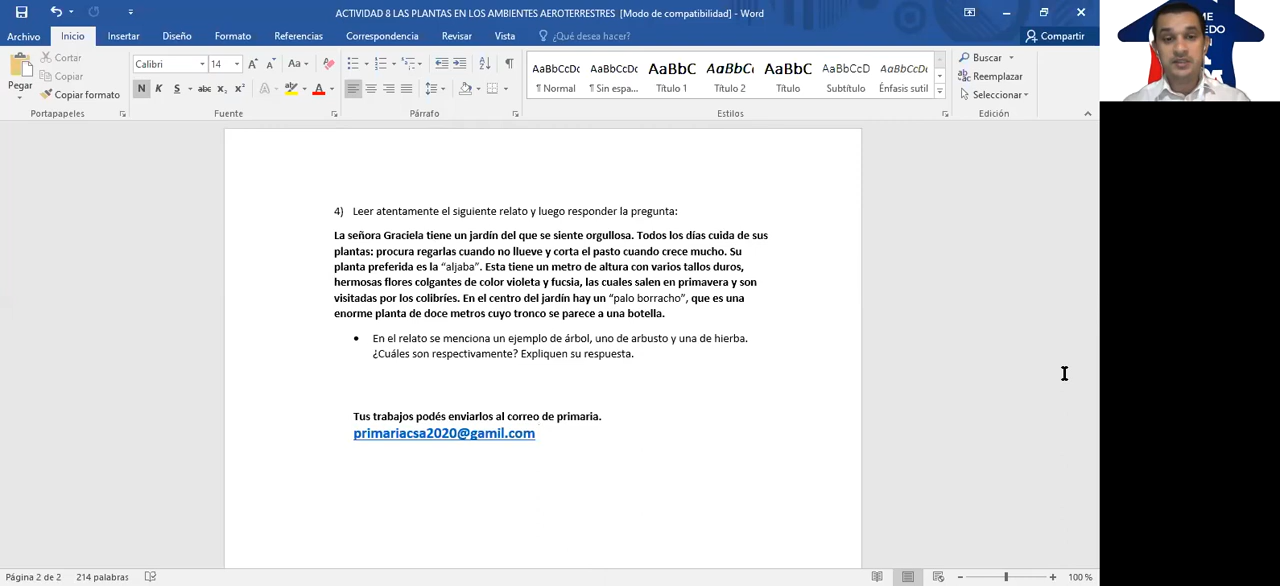 ACTIVIDAD 8 LAS PLANTAS EN LOS AMBIENTES AEROTERRESTRES [Modo de compatibilidad] - Word
Archivo Inicio Insertar Diseño Formato Referencias Correspondencia Revisar Vista ¿Qué desea hacer? Compartir
Pegar
Cortar
Copiar
Copiar formato
Portapapeles
Calibri 14
N K S abc x₂ x²
Fuente
Párrafo
AaBbCcDc AaBbCcDc AaBbC AaBbCı AaBbC AaBbCcD AaBbCcDı
¶ Normal ¶ Sin espa... Título 1 Título 2 Título Subtítulo Énfasis sutil
Estilos
Buscar
Reemplazar
Seleccionar
Edición
4) Leer atentamente el siguiente relato y luego responder la pregunta:
La señora Graciela tiene un jardín del que se siente orgullosa. Todos los días cuida de sus
plantas: procura regarlas cuando no llueve y corta el pasto cuando crece mucho. Su
planta preferida es la “aljaba”. Esta tiene un metro de altura con varios tallos duros,
hermosas flores colgantes de color violeta y fucsia, las cuales salen en primavera y son
visitadas por los colibríes. En el centro del jardín hay un “palo borracho”, que es una
enorme planta de doce metros cuyo tronco se parece a una botella.
• En el relato se menciona un ejemplo de árbol, uno de arbusto y una de hierba.
¿Cuáles son respectivamente? Expliquen su respuesta.
Tus trabajos podés enviarlos al correo de primaria.
primariacsa2020@gamil.com
Página 2 de 2 214 palabras 100 %